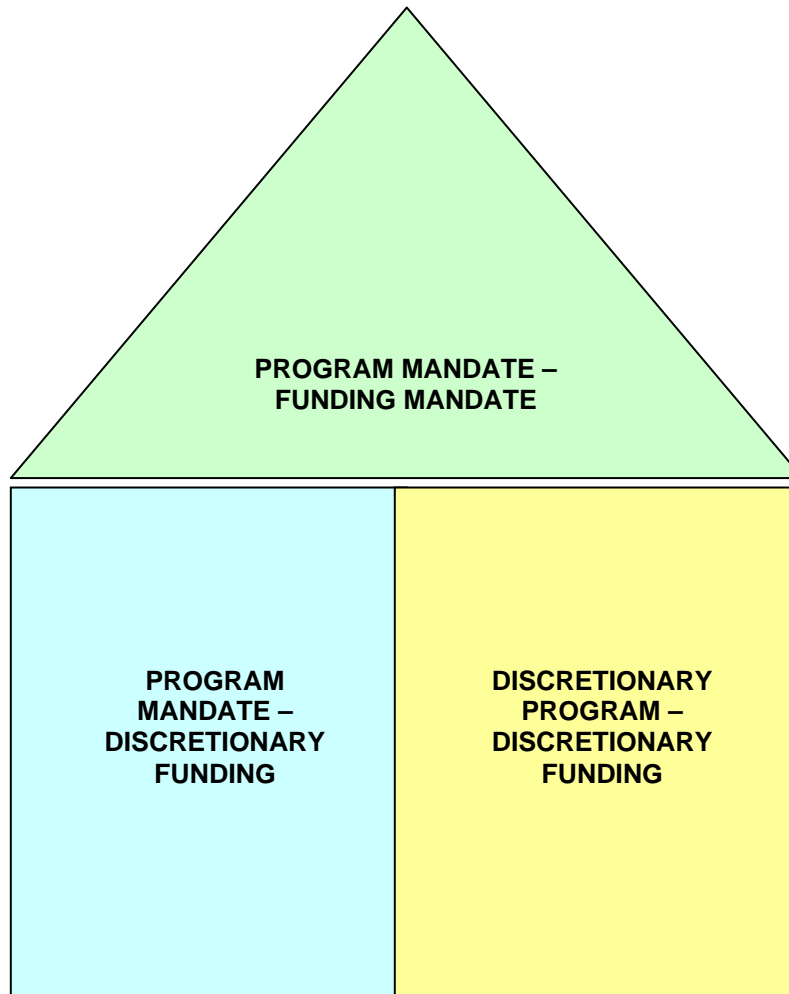 PROGRAM MANDATE –
FUNDING MANDATE
PROGRAM
MANDATE –
DISCRETIONARY
FUNDING
DISCRETIONARY
PROGRAM –
DISCRETIONARY
FUNDING